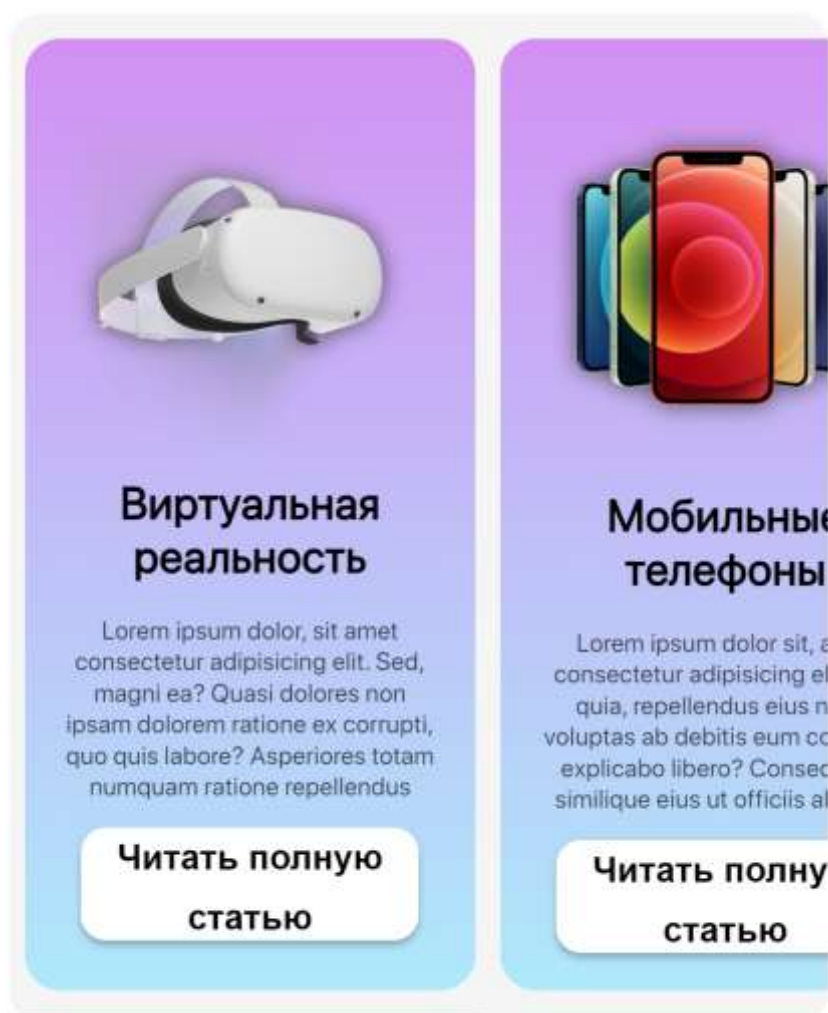 Виртуальная
реальность
Lorem ipsum dolor, sit amet
consectetur adipisicing elit. Sed,
magni ea? Quasi dolores non
ipsam dolorem ratione ex corrupti,
quo quis labore? Asperiores totam
numquam ratione repellendus
Читать полную
статью
Мобильные
телефоны
Lorem ipsum dolor sit,
consectetur adipisicing
quia, repellendus eius
voluptas ab debitis eum
explicabo libero?
similique eius ut officiis
Читать
статью